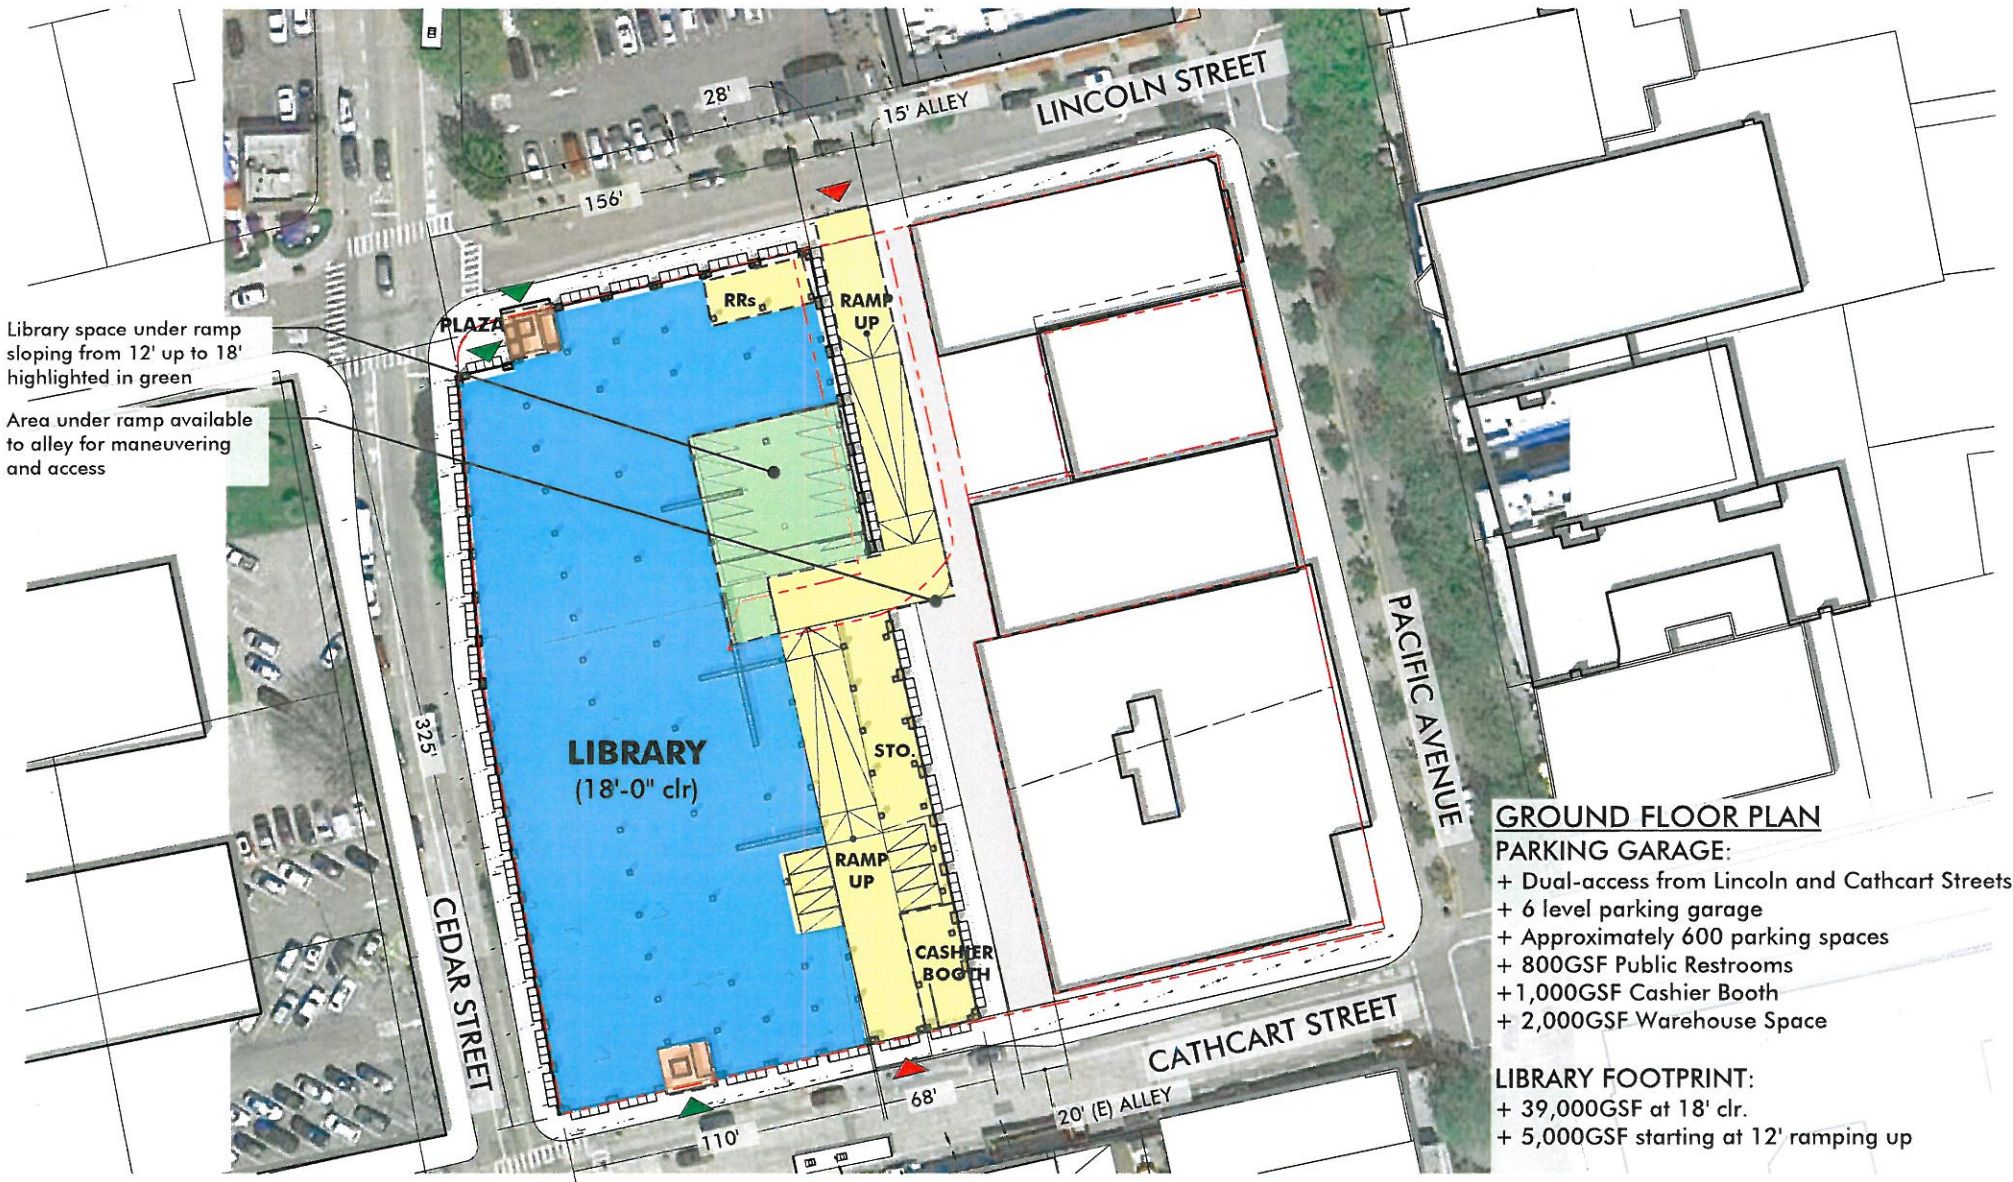 28'
15' ALLEY
LINCOLN STREET
156'
PLAZA
RRs
RAMP
UP
Library space under ramp
sloping from 12' up to 18'
highlighted in green
Area under ramp available
to alley for maneuvering
and access
325'
LIBRARY
(18'-0" clr)
STO.
RAMP
UP
CASHIER
BOOTH
CEDAR STREET
PACIFIC AVENUE
CATHCART STREET
68'
110'
20' (E) ALLEY
GROUND FLOOR PLAN
PARKING GARAGE:
+ Dual-access from Lincoln and Cathcart Streets
+ 6 level parking garage
+ Approximately 600 parking spaces
+ 800GSF Public Restrooms
+1,000GSF Cashier Booth
+ 2,000GSF Warehouse Space
LIBRARY FOOTPRINT:
+ 39,000GSF at 18' clr.
+ 5,000GSF starting at 12' ramping up